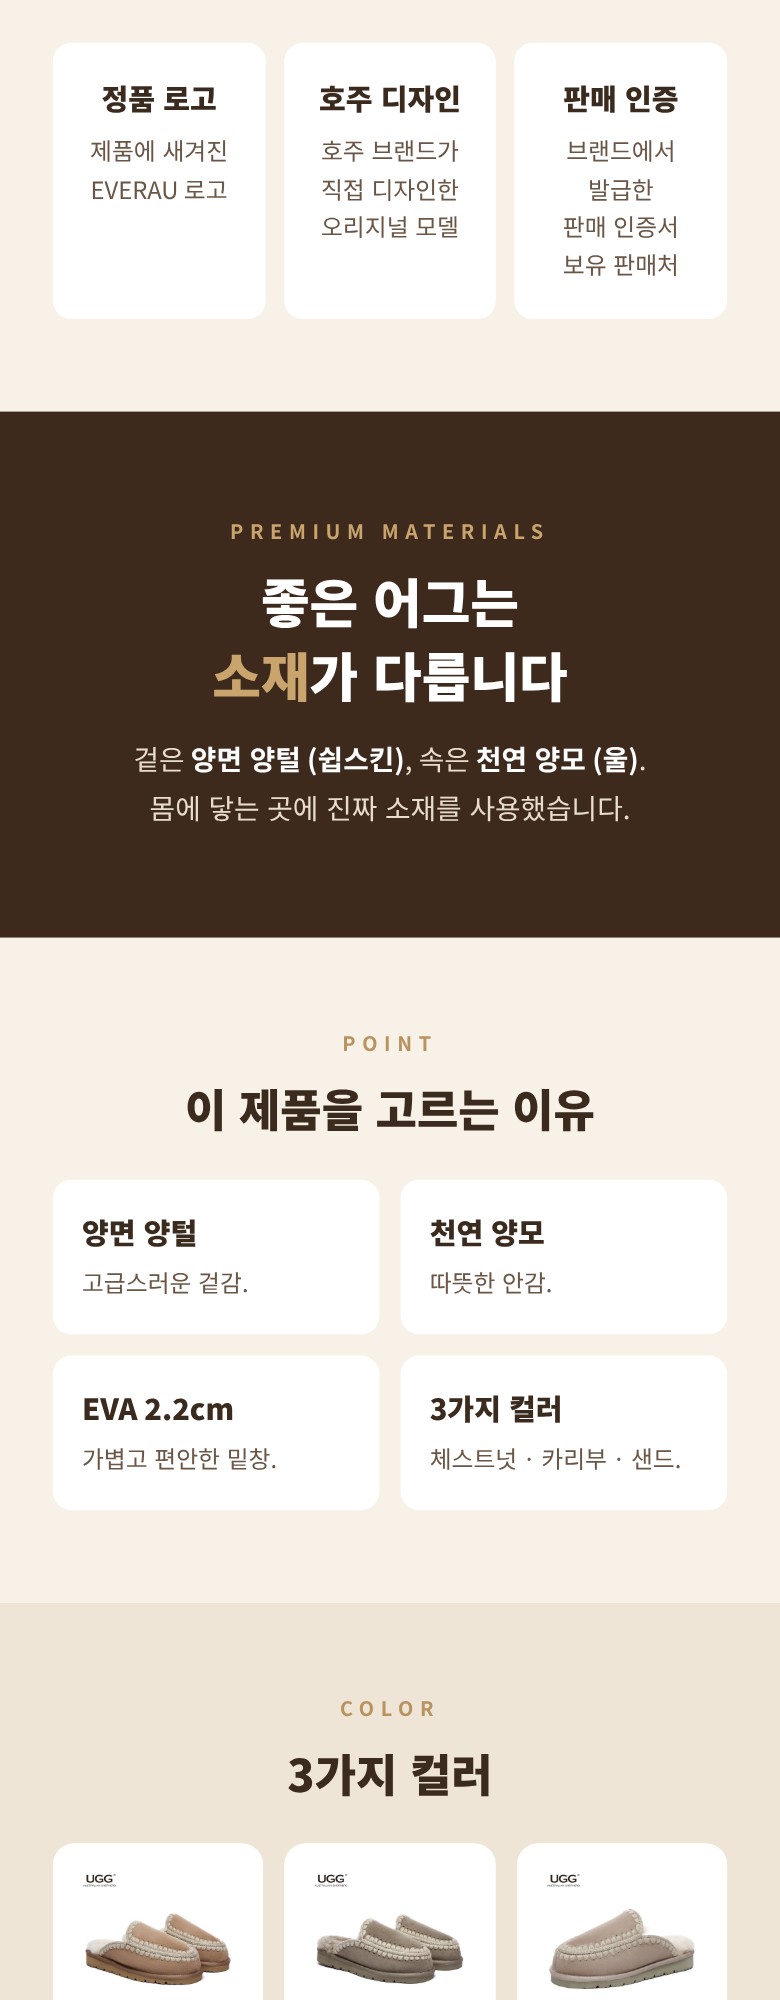 정품 로고
제품에 새겨진
EVERAU 로고
호주 디자인
호주 브랜드가
직접 디자인한
오리지널 모델
판매 인증
브랜드에서
발급한
판매 인증서
보유 판매처
PREMIUM MATERIALS
좋은 어그는
소재가 다릅니다
겉은 양면 양털 (쉽스킨), 속은 천연 양모 (울).
몸에 닿는 곳에 진짜 소재를 사용했습니다.
POINT
이 제품을 고르는 이유
양면 양털
고급스러운 겉감.
천연 양모
따뜻한 안감.
EVA 2.2cm
가볍고 편안한 밑창.
3가지 컬러
체스트넛 · 카리부 · 샌드.
COLOR
3가지 컬러
UGG
UGG
UGG